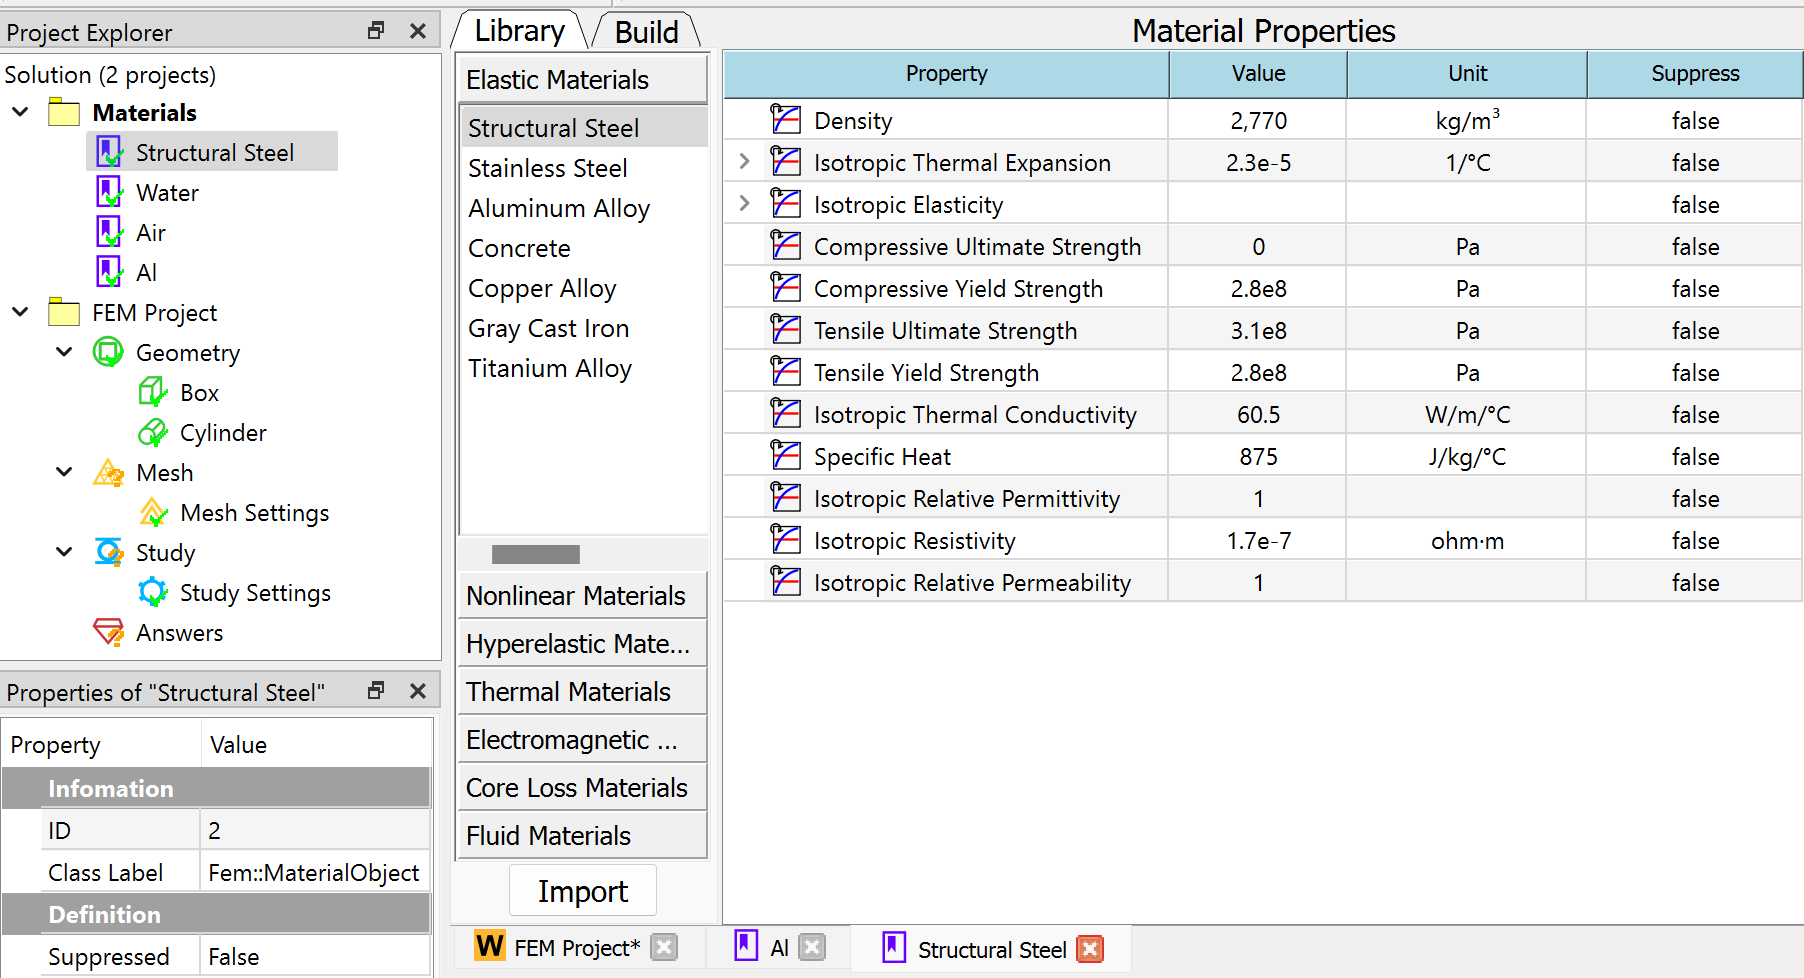 Project Explorer
Solution (2 projects)
Materials
Structural Steel
Water
Air
Al
FEM Project
Geometry
Box
Cylinder
Mesh
Mesh Settings
Study
Study Settings
Answers
Properties of "Structural Steel"
Property Value
Infomation
ID 2
Class Label Fem::MaterialObject
Definition
Suppressed False
Library Build
Elastic Materials
Structural Steel
Stainless Steel
Aluminum Alloy
Concrete
Copper Alloy
Gray Cast Iron
Titanium Alloy
Nonlinear Materials
Hyperelastic Mate...
Thermal Materials
Electromagnetic ...
Core Loss Materials
Fluid Materials
Import
Material Properties
Property Value Unit Suppress
Density 2,770 kg/m³ false
Isotropic Thermal Expansion 2.3e-5 1/°C false
Isotropic Elasticity false
Compressive Ultimate Strength 0 Pa false
Compressive Yield Strength 2.8e8 Pa false
Tensile Ultimate Strength 3.1e8 Pa false
Tensile Yield Strength 2.8e8 Pa false
Isotropic Thermal Conductivity 60.5 W/m/°C false
Specific Heat 875 J/kg/°C false
Isotropic Relative Permittivity 1 false
Isotropic Resistivity 1.7e-7 ohm·m false
Isotropic Relative Permeability 1 false
W FEM Project* Al Structural Steel